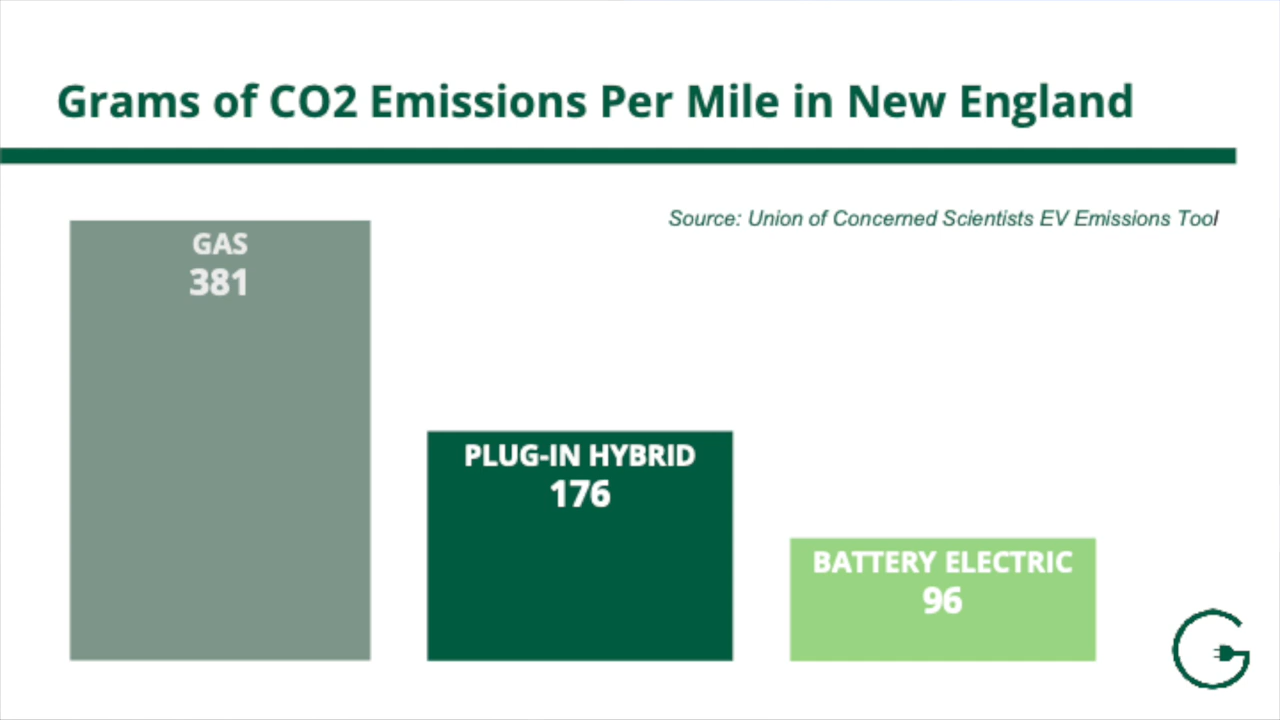 Grams of CO2 Emissions Per Mile in New England
Source: Union of Concerned Scientists EV Emissions Tool
GAS
381
PLUG-IN HYBRID
176
BATTERY ELECTRIC
96